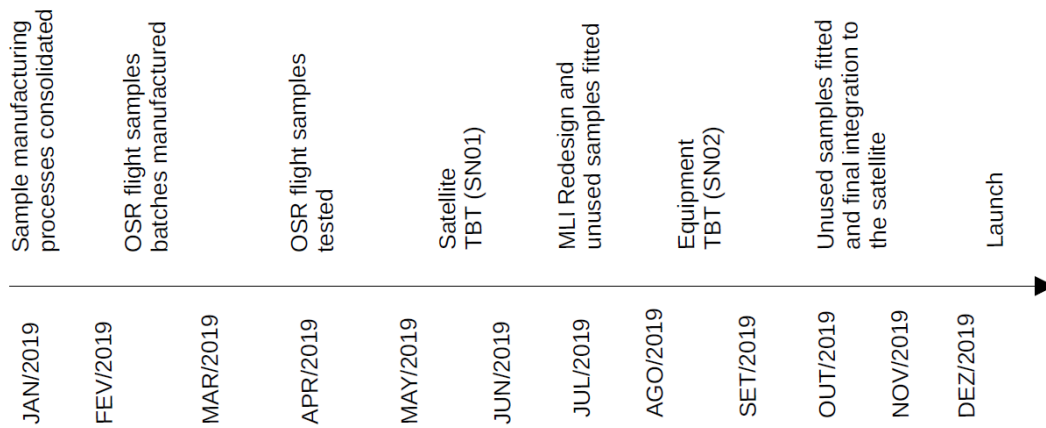 Sample manufacturing
processes consolidated
OSR flight samples
batches manufactured
OSR flight samples
tested
Satellite
TBT (SN01)
MLI Redesign and
unused samples fitted
Equipment
TBT (SN02)
Unused samples fitted
and final integration to
the satellite
Launch
JAN/2019
FEV/2019
MAR/2019
APR/2019
MAY/2019
JUN/2019
JUL/2019
AGO/2019
SET/2019
OUT/2019
NOV/2019
DEZ/2019